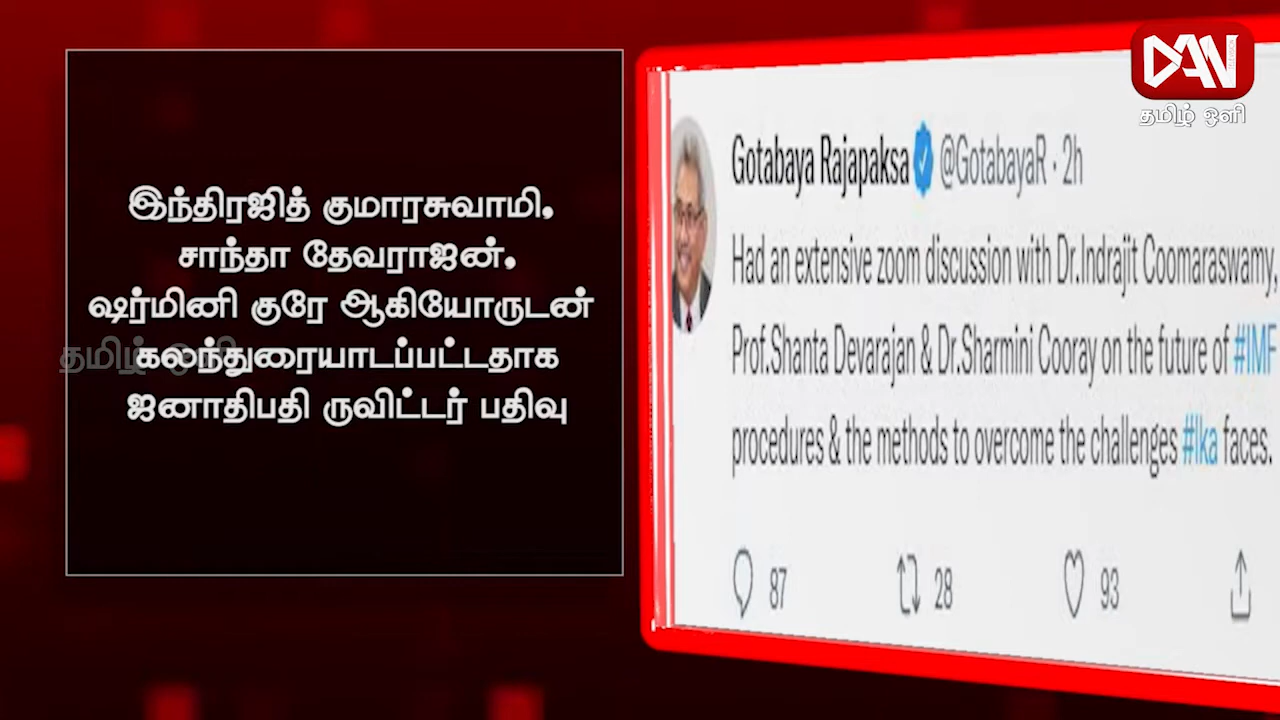 இந்திரஜித் குமாரசுவாமி,
சாந்தா தேவராஜன்,
ஷர்மினி குரே ஆகியோருடன்
கலந்துரையாடப்பட்டதாக
ஜனாதிபதி ருவிட்டர் பதிவு
தமிழ் ஒளி
DAN
தமிழ் ஒளி
Gotabaya Rajapaksa @GotabayaR · 2h
Had an extensive zoom discussion with Dr.Indrajit Coomaraswamy,
Prof.Shanta Devarajan & Dr.Sharmini Cooray on the future of #IMF
procedures & the methods to overcome the challenges #lka faces.
87 28 93